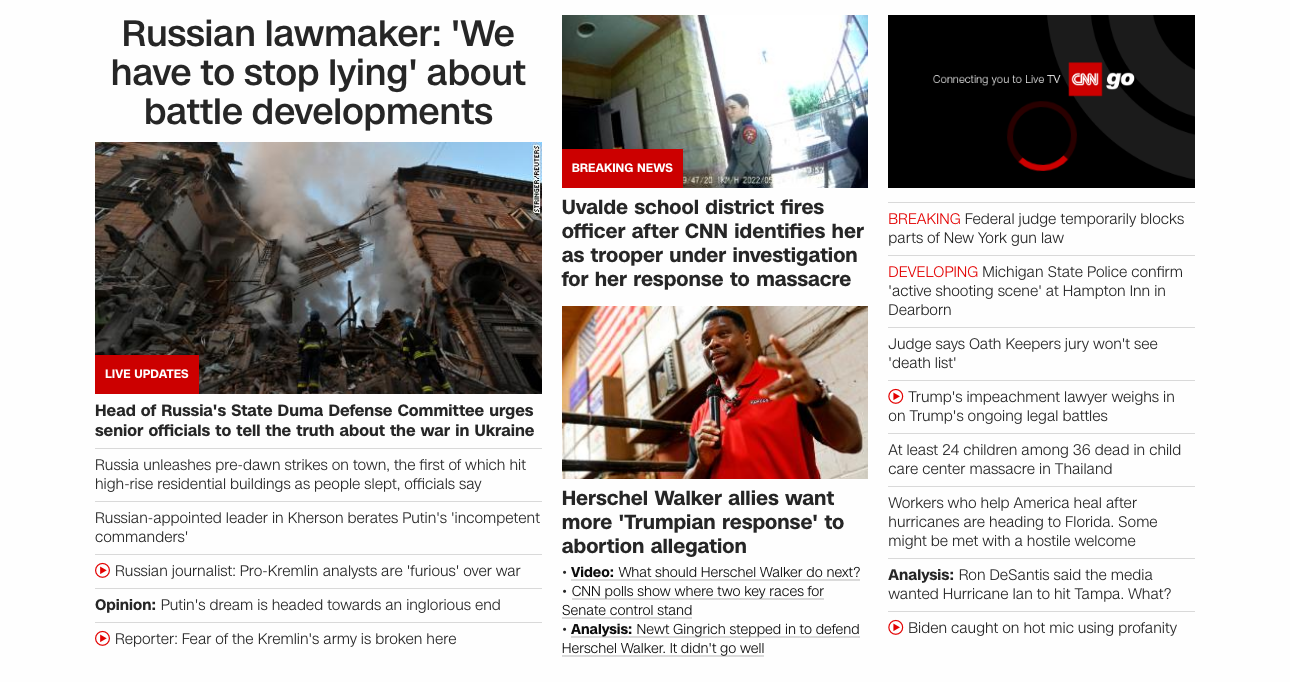 Russian lawmaker: 'We
have to stop lying' about
battle developments
STRINGER/REUTERS
LIVE UPDATES
Head of Russia's State Duma Defense Committee urges
senior officials to tell the truth about the war in Ukraine
Russia unleashes pre-dawn strikes on town, the first of which hit
high-rise residential buildings as people slept, officials say
Russian-appointed leader in Kherson berates Putin's 'incompetent
commanders'
Russian journalist: Pro-Kremlin analysts are 'furious' over war
Opinion: Putin's dream is headed towards an inglorious end
Reporter: Fear of the Kremlin's army is broken here
BREAKING NEWS
Uvalde school district fires
officer after CNN identifies her
as trooper under investigation
for her response to massacre
Herschel Walker allies want
more 'Trumpian response' to
abortion allegation
• Video: What should Herschel Walker do next?
• CNN polls show where two key races for
Senate control stand
• Analysis: Newt Gingrich stepped in to defend
Herschel Walker. It didn't go well
Connecting you to Live TV CNN go
BREAKING Federal judge temporarily blocks
parts of New York gun law
DEVELOPING Michigan State Police confirm
'active shooting scene' at Hampton Inn in
Dearborn
Judge says Oath Keepers jury won't see
'death list'
Trump's impeachment lawyer weighs in
on Trump's ongoing legal battles
At least 24 children among 36 dead in child
care center massacre in Thailand
Workers who help America heal after
hurricanes are heading to Florida. Some
might be met with a hostile welcome
Analysis: Ron DeSantis said the media
wanted Hurricane Ian to hit Tampa. What?
Biden caught on hot mic using profanity